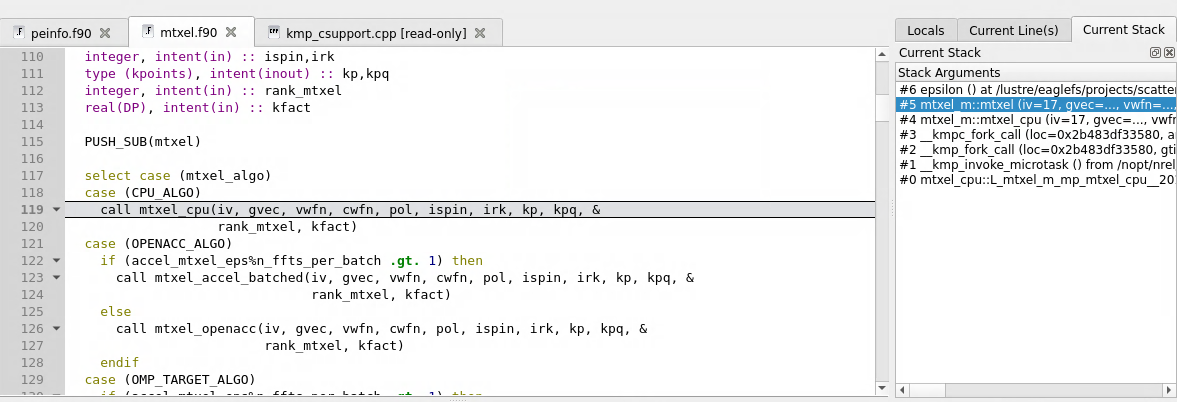 peinfo.f90
mtxel.f90
kmp_csupport.cpp [read-only]
110 integer, intent(in) :: ispin,irk
111 type (kpoints), intent(inout) :: kp,kpq
112 integer, intent(in) :: rank_mtxel
113 real(DP), intent(in) :: kfact
114
115 PUSH_SUB(mtxel)
116
117 select case (mtxel_algo)
118 case (CPU_ALGO)
119 call mtxel_cpu(iv, gvec, vwfn, cwfn, pol, ispin, irk, kp, kpq, &
120 rank_mtxel, kfact)
121 case (OPENACC_ALGO)
122 if (accel_mtxel_eps%n_ffts_per_batch .gt. 1) then
123 call mtxel_accel_batched(iv, gvec, vwfn, cwfn, pol, ispin, irk, kp, kpq, &
124 rank_mtxel, kfact)
125 else
126 call mtxel_openacc(iv, gvec, vwfn, cwfn, pol, ispin, irk, kp, kpq, &
127 rank_mtxel, kfact)
128 endif
129 case (OMP_TARGET_ALGO)
Locals
Current Line(s)
Current Stack
Current Stack
Stack Arguments
#6 epsilon () at /lustre/eaglefs/projects/scatte
#5 mtxel_m::mtxel (iv=17, gvec=..., vwfn=...,
#4 mtxel_m::mtxel_cpu (iv=17, gvec=..., vwfn
#3 __kmpc_fork_call (loc=0x2b483df33580, a
#2 __kmp_fork_call (loc=0x2b483df33580, gti
#1 __kmp_invoke_microtask () from /nopt/nrel
#0 mtxel_cpu::L_mtxel_m_mp_mtxel_cpu__20